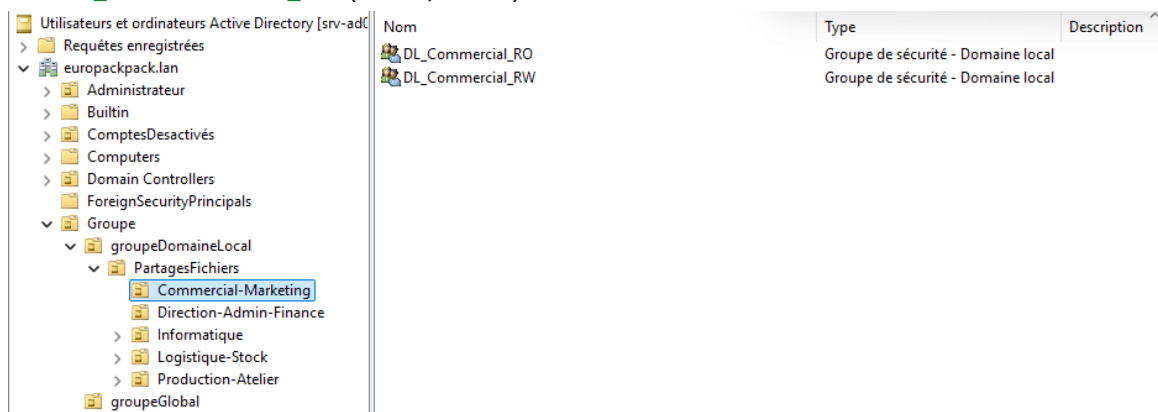 Utilisateurs et ordinateurs Active Directory [srv-ad0
Nom Type Description
Requêtes enregistrées
DL_Commercial_RO Groupe de sécurité - Domaine local
europackpack.lan
DL_Commercial_RW Groupe de sécurité - Domaine local
Administrateur
Builtin
ComptesDesactivés
Computers
Domain Controllers
ForeignSecurityPrincipals
Groupe
groupeDomaineLocal
PartagesFichiers
Commercial-Marketing
Direction-Admin-Finance
Informatique
Logistique-Stock
Production-Atelier
groupeGlobal